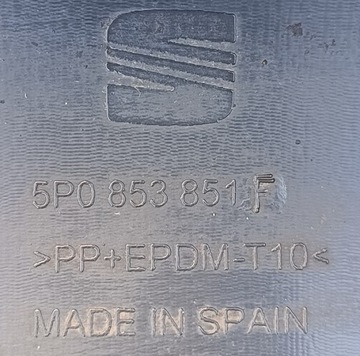 5P0 853 851 F
>PP+EPDM-T10<
MADE IN SPAIN